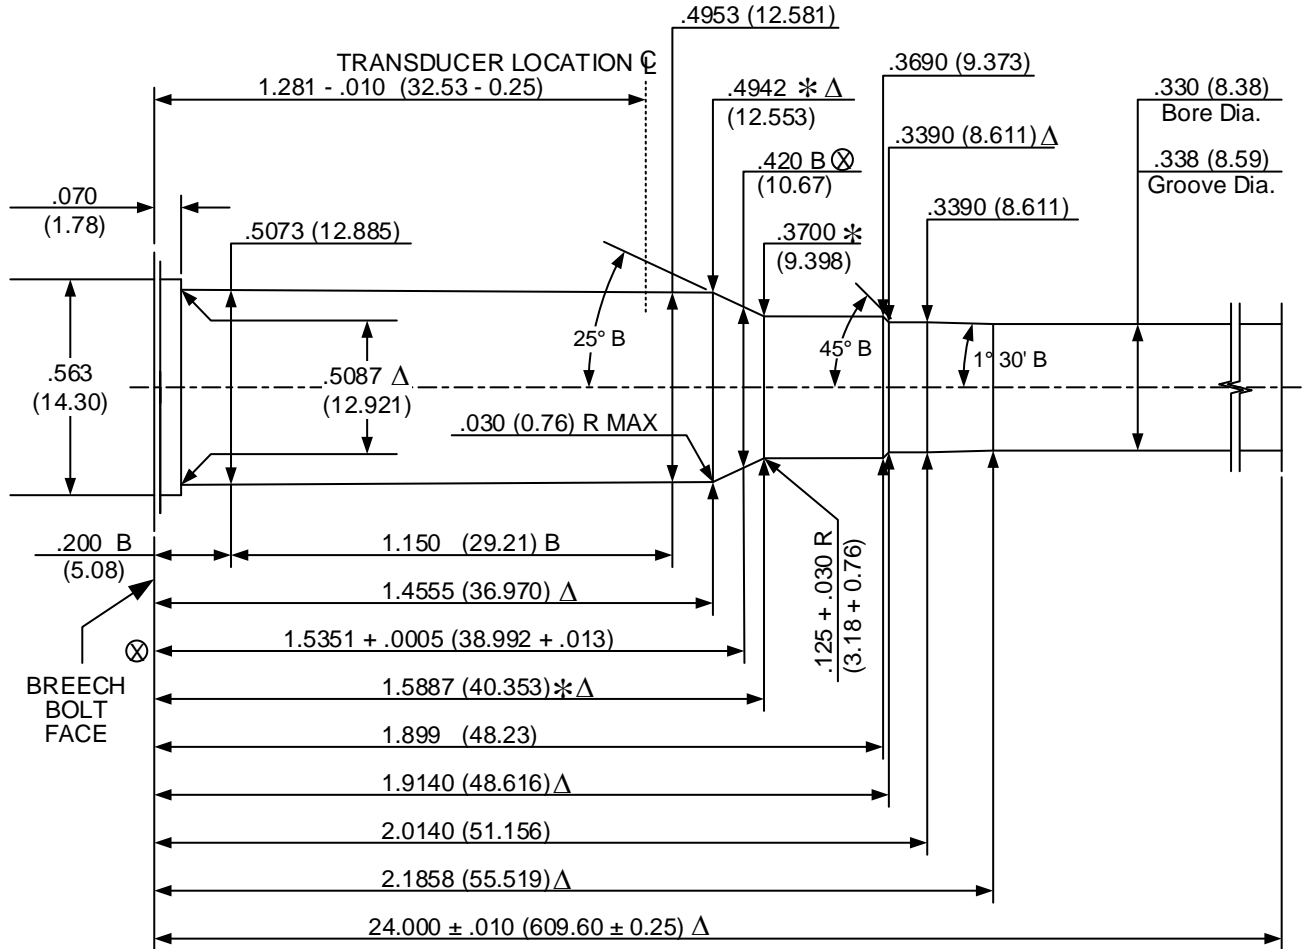 .4953 (12.581)
TRANSDUCER LOCATION ℄
1.281 - .010 (32.53 - 0.25)
.4942 * Δ
(12.553)
.3690 (9.373)
.330 (8.38)
Bore Dia.
.3390 (8.611) Δ
.420 B ⊗
(10.67)
.338 (8.59)
Groove Dia.
.070
(1.78)
.5073 (12.885)
.3700 *
(9.398)
.3390 (8.611)
25° B
45° B
1° 30' B
.563
(14.30)
.5087 Δ
(12.921)
.030 (0.76) R MAX
.200 B
(5.08)
1.150 (29.21) B
.125 + .030 R
(3.18 + 0.76)
1.4555 (36.970) Δ
⊗ 1.5351 + .0005 (38.992 + .013)
BREECH
BOLT
FACE
1.5887 (40.353) * Δ
1.899 (48.23)
1.9140 (48.616) Δ
2.0140 (51.156)
2.1858 (55.519) Δ
24.000 ± .010 (609.60 ± 0.25) Δ